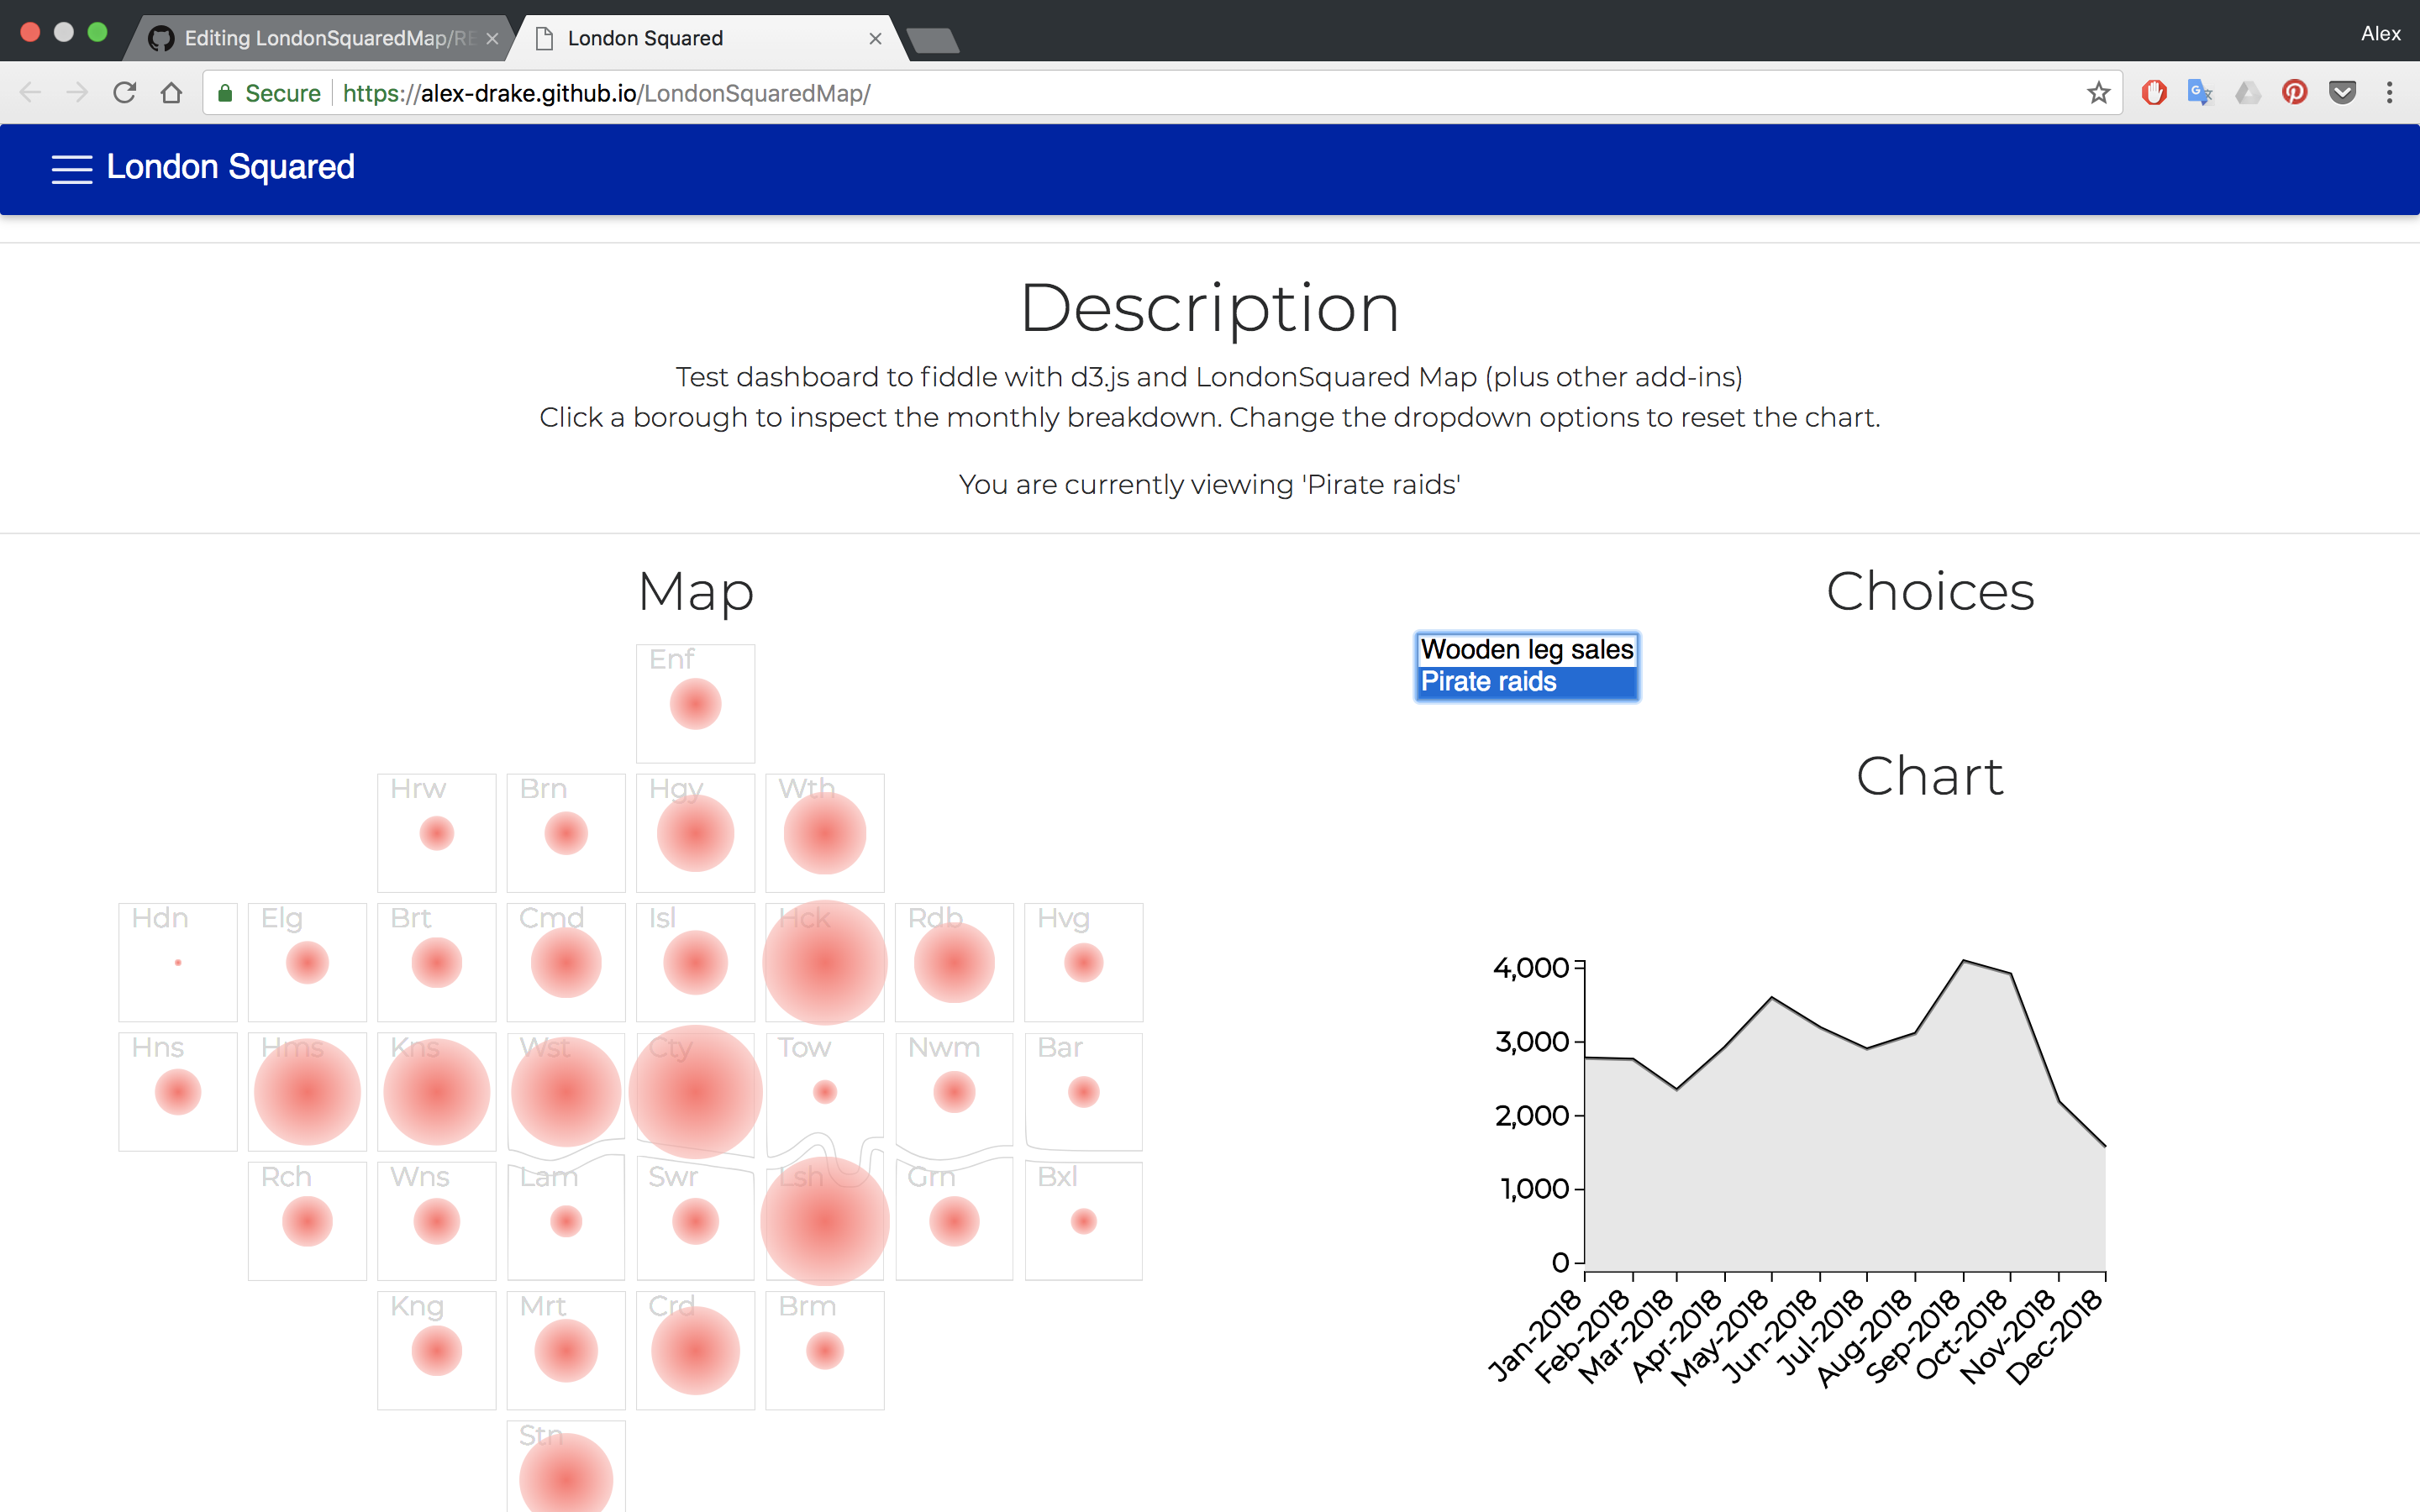 Editing LondonSquaredMap/RE
London Squared
Alex
Secure
https://alex-drake.github.io/LondonSquaredMap/
London Squared
Description
Test dashboard to fiddle with d3.js and LondonSquared Map (plus other add-ins)
Click a borough to inspect the monthly breakdown. Change the dropdown options to reset the chart.
You are currently viewing 'Pirate raids'
Map
Enf
Hrw Brn Hgy Wth
Hdn Elg Brt Cmd Isl Hck Rdb Hvg
Hns Hms Kns Wst Cty Tow Nwm Bar
Rch Wns Lam Swr Lsh Grn Bxl
Kng Mrt Crd Brm
Stn
Choices
Wooden leg sales
Pirate raids
Chart
4,000
3,000
2,000
1,000
0
Jan-2018 Feb-2018 Mar-2018 Apr-2018 May-2018 Jun-2018 Jul-2018 Aug-2018 Sep-2018 Oct-2018 Nov-2018 Dec-2018